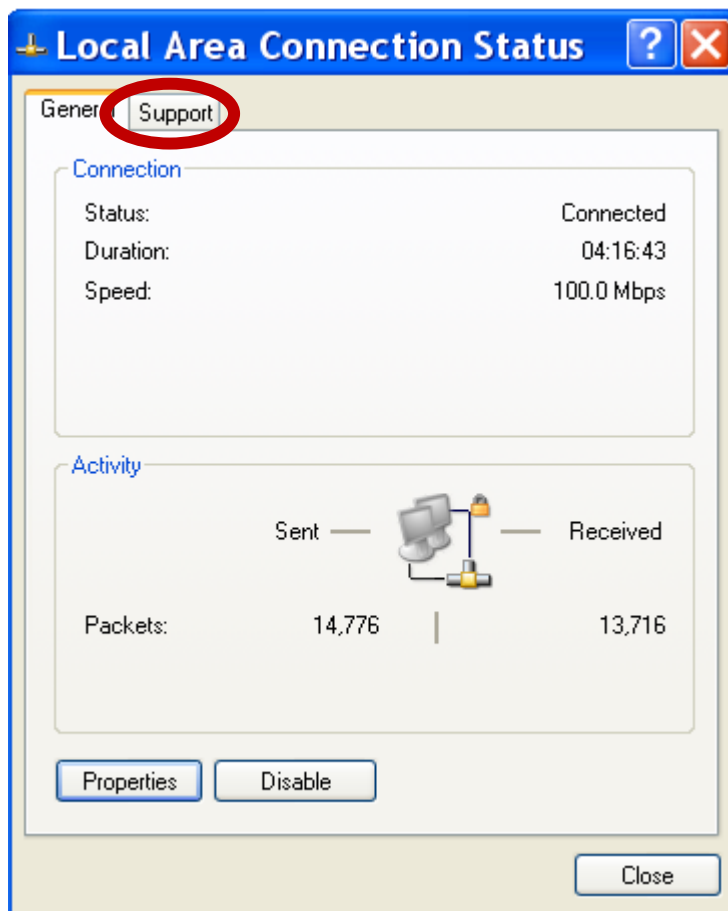 Local Area Connection Status
General Support
Connection
Status: Connected
Duration: 04:16:43
Speed: 100.0 Mbps
Activity
Sent Received
Packets: 14,776 13,716
Properties Disable
Close